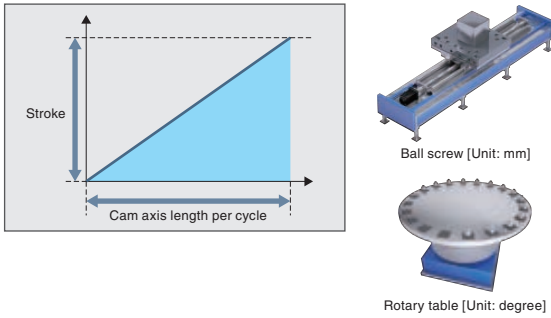 Stroke
Cam axis length per cycle
Ball screw [Unit: mm]
Rotary table [Unit: degree]